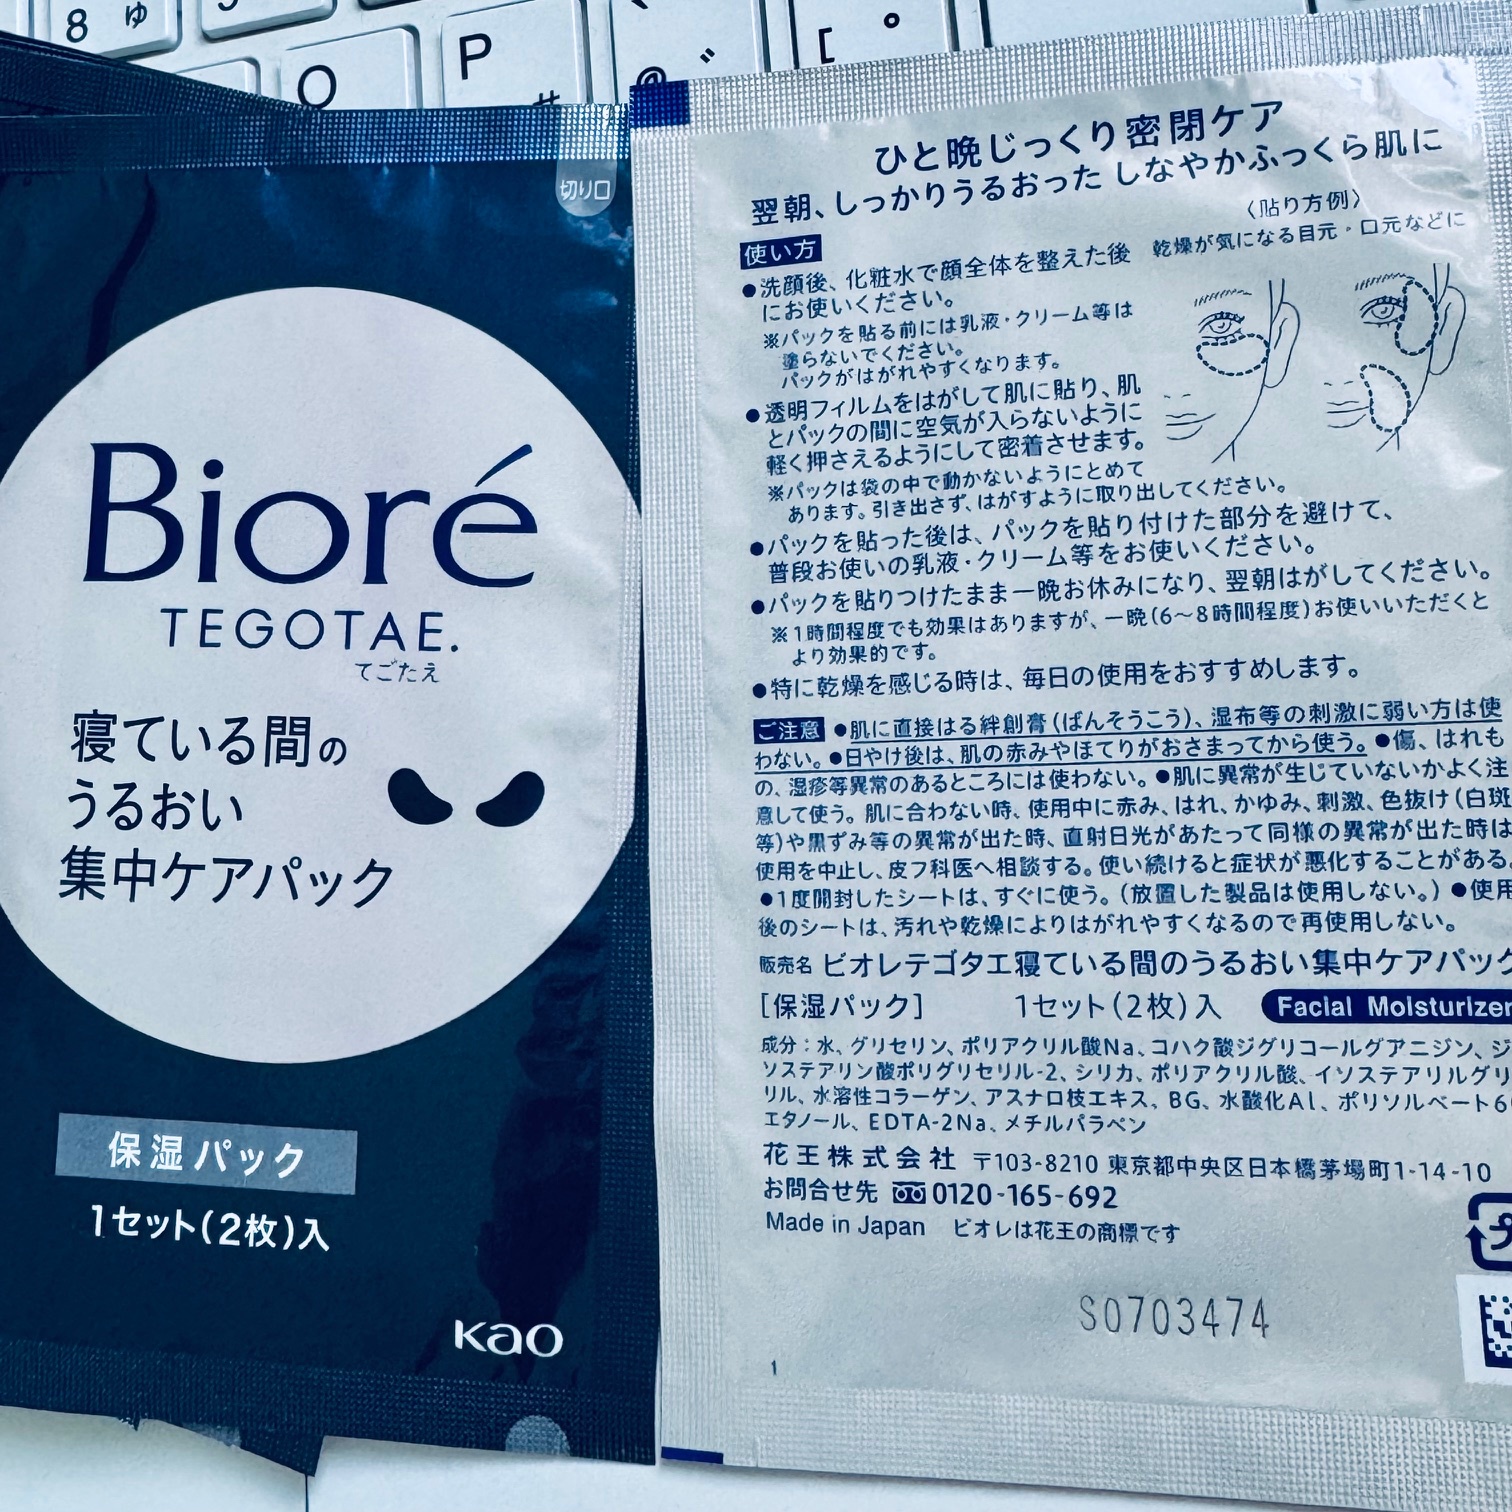 8 ゅ
O
P
@ ゛
[ °
切り口
Bioré
TEGOTAE.
てごたえ
寝ている間の
うるおい
集中ケアパック
保湿パック
1セット(2枚)入
Kao
ひと晩じっくり密閉ケア
翌朝、しっかりうるおった しなやかふっくら肌に
使い方
●洗顔後、化粧水で顔全体を整えた後
にお使いください。
※パックを貼る前には乳液・クリーム等は
塗らないでください。
パックがはがれやすくなります。
●透明フィルムをはがして肌に貼り、肌
とパックの間に空気が入らないように
軽く押さえるようにして密着させます。
※パックは袋の中で動かないようにとめて
あります。引き出さず、はがすように取り出してください。
〈貼り方例〉
乾燥が気になる目元・口元などに
●パックを貼った後は、パックを貼り付けた部分を避けて、
普段お使いの乳液・クリーム等をお使いください。
●パックを貼りつけたまま一晩お休みになり、翌朝はがしてください。
※1時間程度でも効果はありますが、一晩(6〜8時間程度)お使いいただくと
より効果的です。
●特に乾燥を感じる時は、毎日の使用をおすすめします。
ご注意 ●肌に直接はる絆創膏(ばんそうこう)、湿布等の刺激に弱い方は使
わない。●日やけ後は、肌の赤みやほてりがおさまってから使う。●傷、はれも
の、湿疹等異常のあるところには使わない。●肌に異常が生じていないかよく注
意して使う。肌に合わない時、使用中に赤み、はれ、かゆみ、刺激、色抜け(白斑
等)や黒ずみ等の異常が出た時、直射日光があたって同様の異常が出た時は
使用を中止し、皮フ科医へ相談する。使い続けると症状が悪化することがある。
●1度開封したシートは、すぐに使う。(放置した製品は使用しない。)●使用
後のシートは、汚れや乾燥によりはがれやすくなるので再使用しない。
販売名 ビオレテゴタエ寝ている間のうるおい集中ケアパック
[保湿パック] 1セット(2枚)入 Facial Moisturizer
成分:水、グリセリン、ポリアクリル酸Na、コハク酸ジグリコールグアニジン、ジ
ソステアリン酸ポリグリセリル-2、シリカ、ポリアクリル酸、イソステアリルグリ
リル、水溶性コラーゲン、アスナロ枝エキス、BG、水酸化Al、ポリソルベート6
エタノール、EDTA-2Na、メチルパラベン
花王株式会社 〒103-8210 東京都中央区日本橋茅場町1-14-10
お問合せ先 0120-165-692
Made in Japan ビオレは花王の商標です
プ
S0703474
1